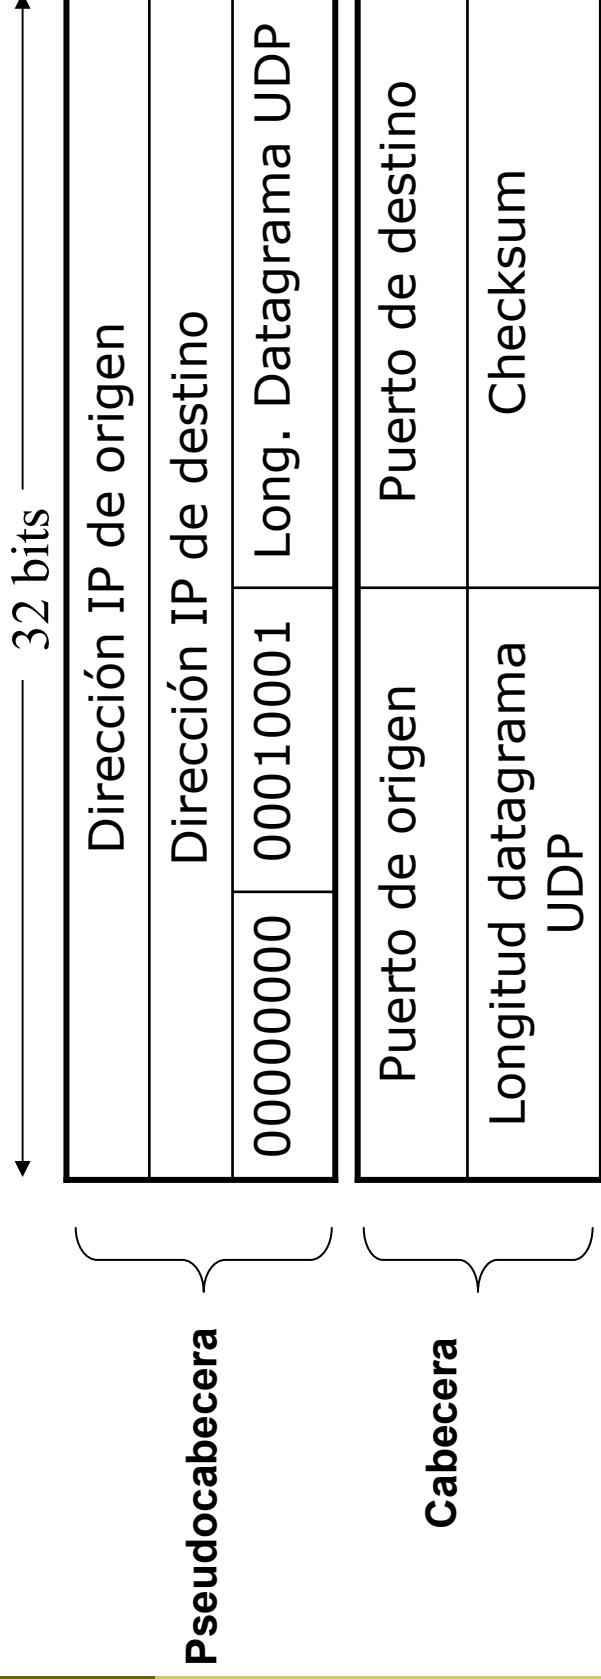 32 bits
Pseudocabecera
Dirección IP de origen
Dirección IP de destino
00000000 00010001 Long. Datagrama UDP
Cabecera
Puerto de origen Puerto de destino
Longitud datagrama
UDP
Checksum